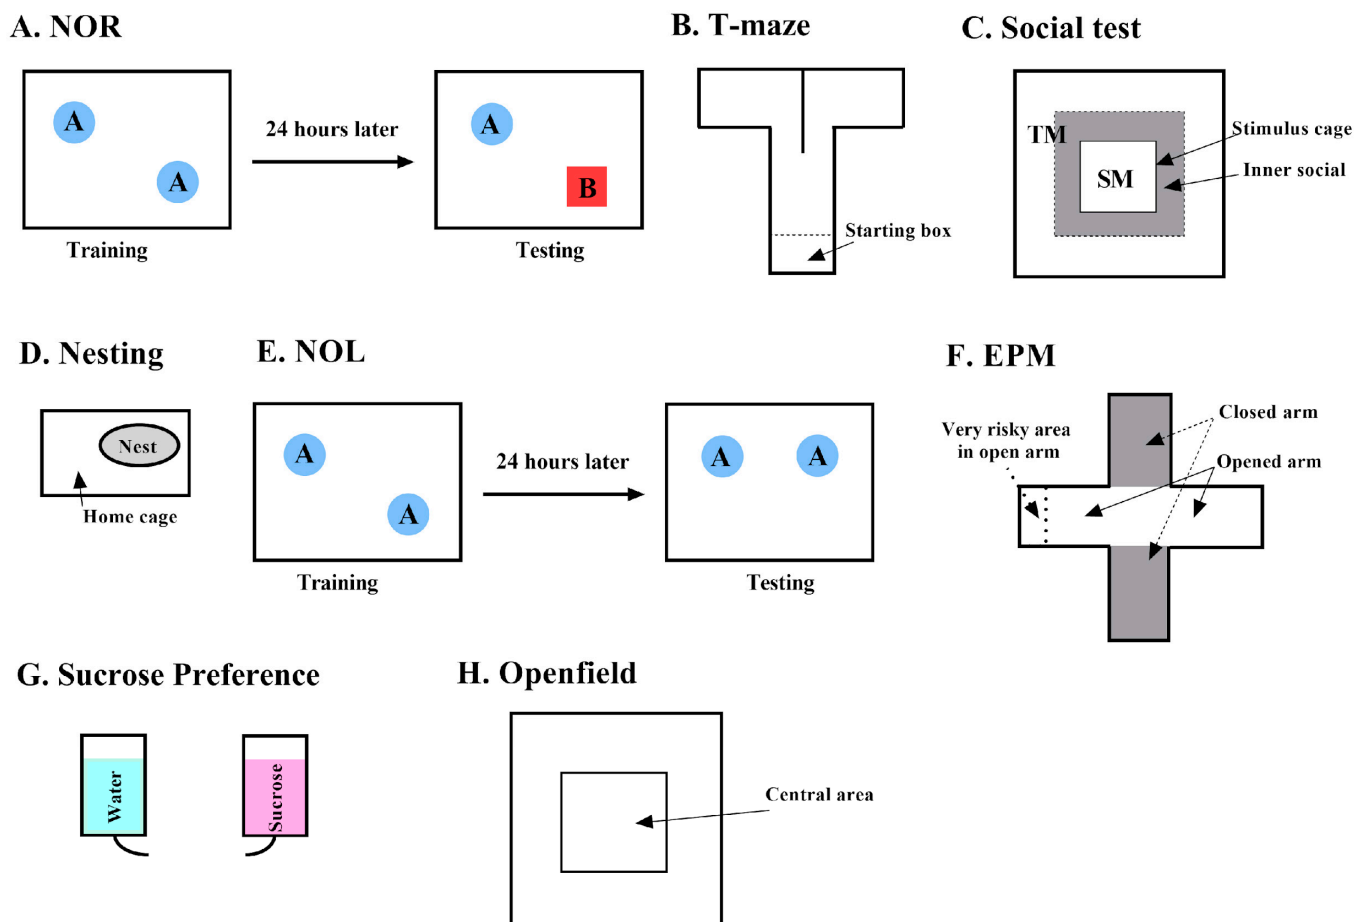 A. NOR
A
A
Training
24 hours later
A
B
Testing
B. T-maze
Starting box
C. Social test
TM
SM
Stimulus cage
Inner social
D. Nesting
Nest
Home cage
E. NOL
A
A
Training
24 hours later
A
A
Testing
F. EPM
Very risky area
in open arm
Closed arm
Opened arm
G. Sucrose Preference
Water
Sucrose
H. Openfield
Central area